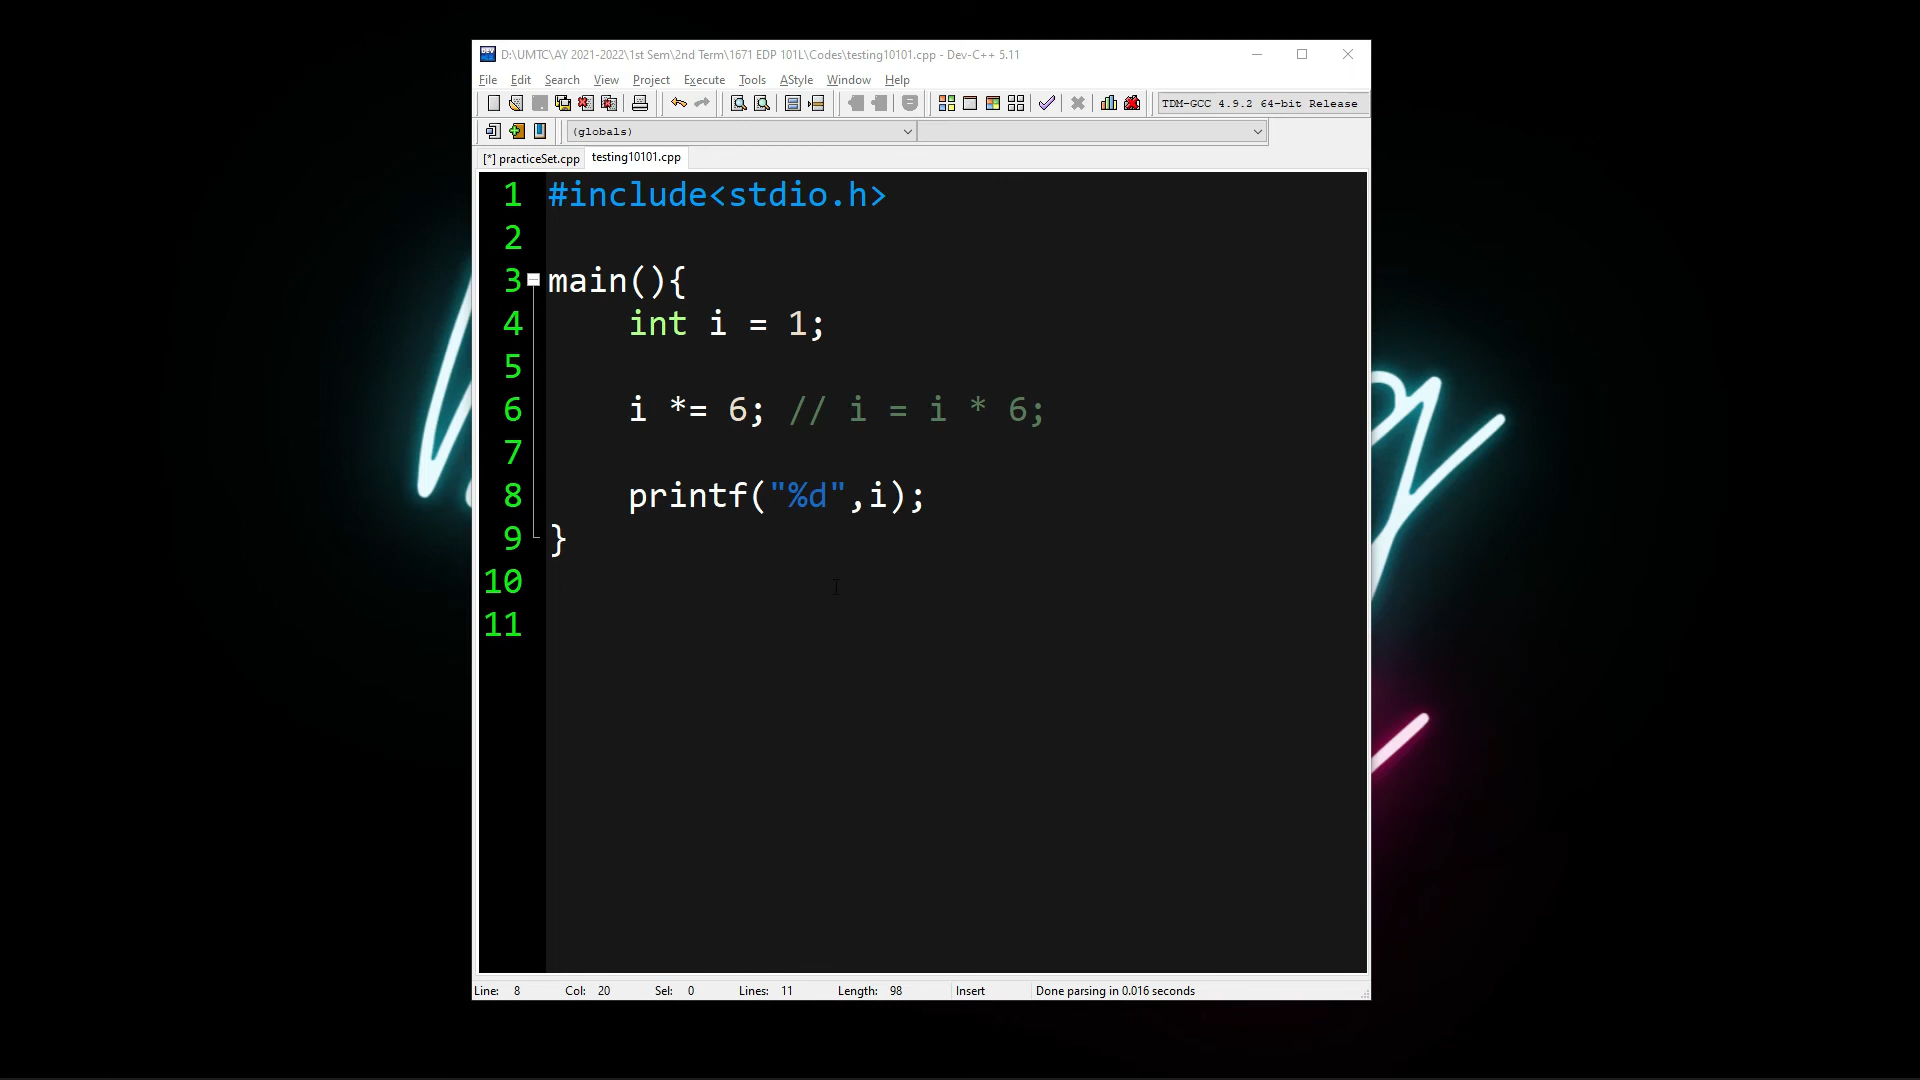 D:\UMTC\AY 2021-2022\1st Sem\2nd Term\1671 EDP 101L\Codes\testing10101.cpp - Dev-C++ 5.11
File Edit Search View Project Execute Tools AStyle Window Help
TDM-GCC 4.9.2 64-bit Release
(globals)
[*] practiceSet.cpp testing10101.cpp
1 #include<stdio.h>
2
3 main(){
4 int i = 1;
5
6 i *= 6; // i = i * 6;
7
8 printf("%d",i);
9 }
10
11
Line: 8 Col: 20 Sel: 0 Lines: 11 Length: 98 Insert Done parsing in 0.016 seconds